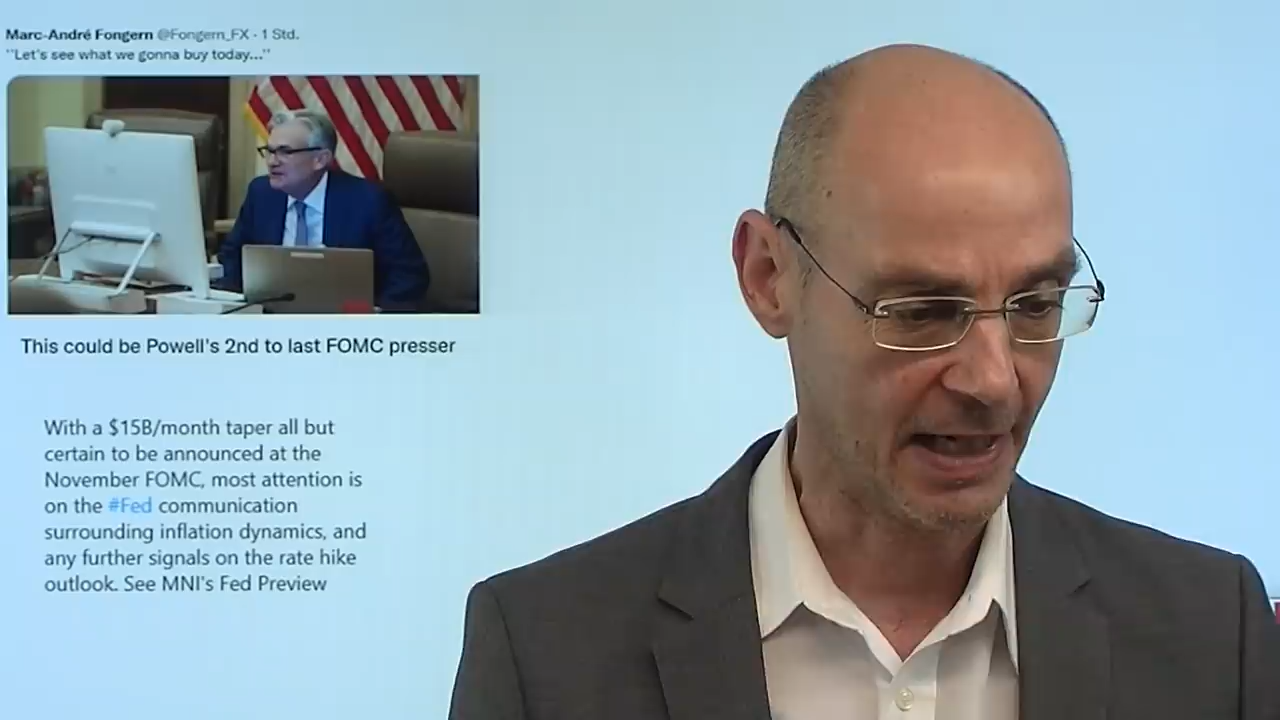 Marc-André Fongern @Fongern_FX · 1 Std.
"Let's see what we gonna buy today..."
This could be Powell's 2nd to last FOMC presser
With a $15B/month taper all but
certain to be announced at the
November FOMC, most attention is
on the #Fed communication
surrounding inflation dynamics, and
any further signals on the rate hike
outlook. See MNI's Fed Preview